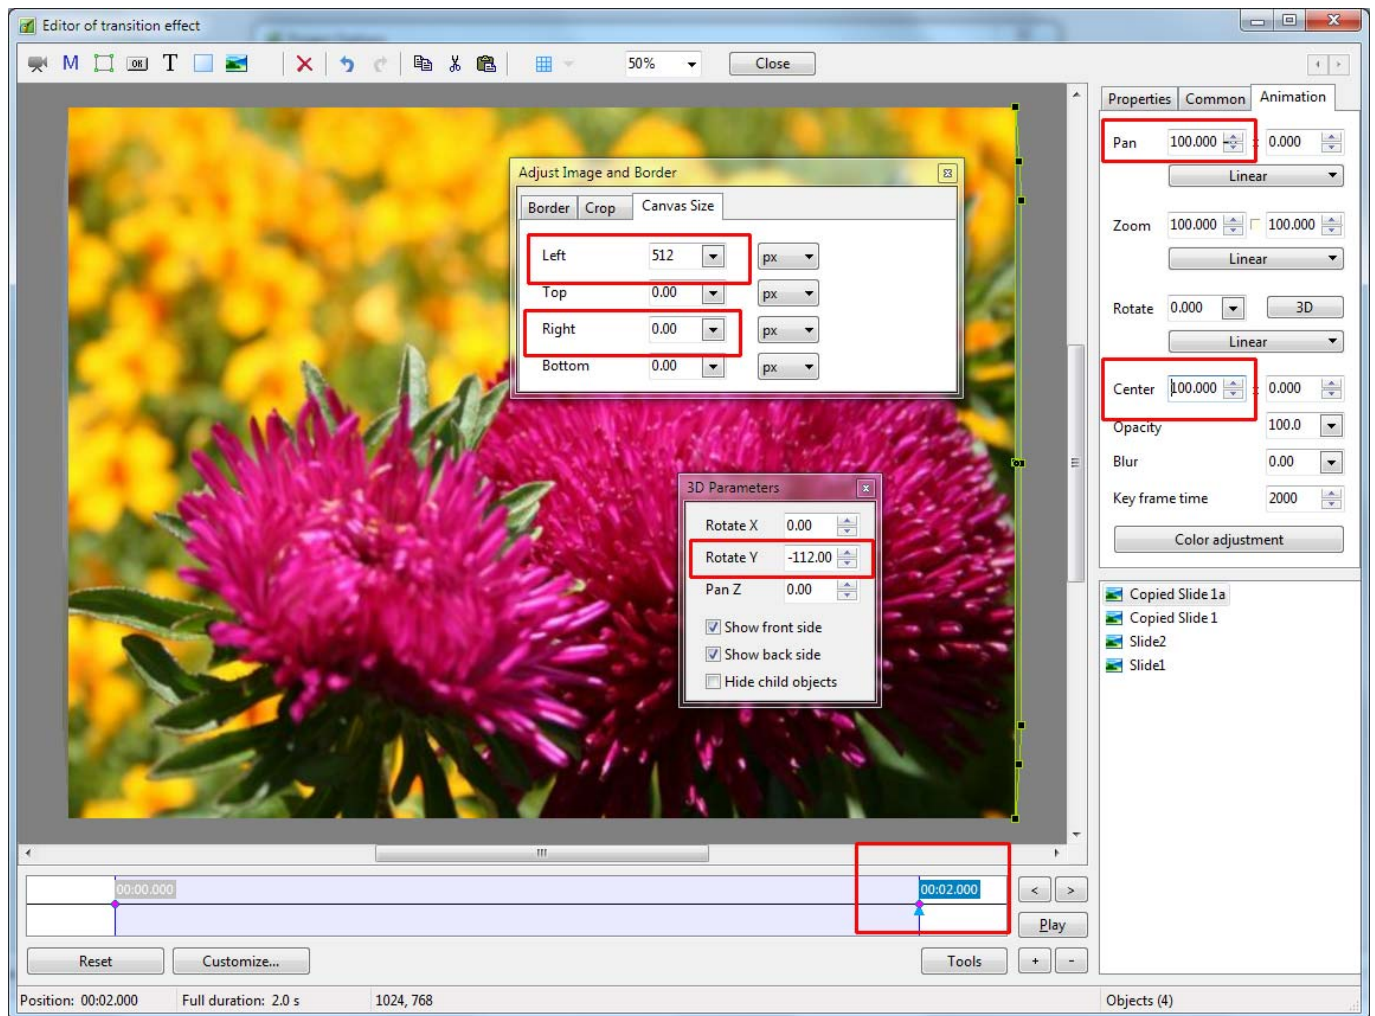 Editor of transition effect
M OK T 50% Close
Properties Common Animation
Pan 100.000 0.000
Linear
Zoom 100.000 100.000
Linear
Rotate 0.000 3D
Linear
Center 100.000 0.000
Opacity 100.0
Blur 0.00
Key frame time 2000
Color adjustment
Adjust Image and Border
Border Crop Canvas Size
Left 512 px
Top 0.00 px
Right 0.00 px
Bottom 0.00 px
3D Parameters
Rotate X 0.00
Rotate Y -112.00
Pan Z 0.00
Show front side
Show back side
Hide child objects
Copied Slide 1a
Copied Slide 1
Slide2
Slide1
00:00.000 00:02.000
< >
Play
Reset Customize... Tools + -
Position: 00:02.000 Full duration: 2.0 s 1024, 768 Objects (4)